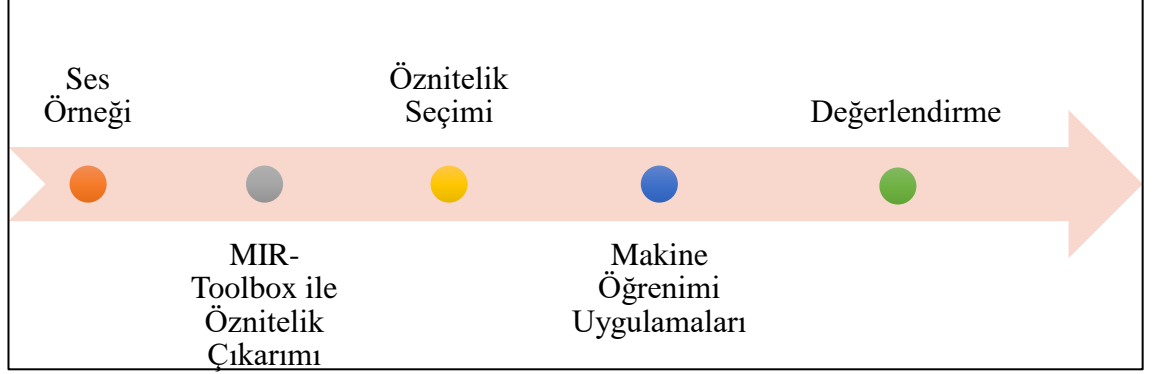 Ses
Örneği
MIR-
Toolbox ile
Öznitelik
Çıkarımı
Öznitelik
Seçimi
Makine
Öğrenimi
Uygulamaları
Değerlendirme